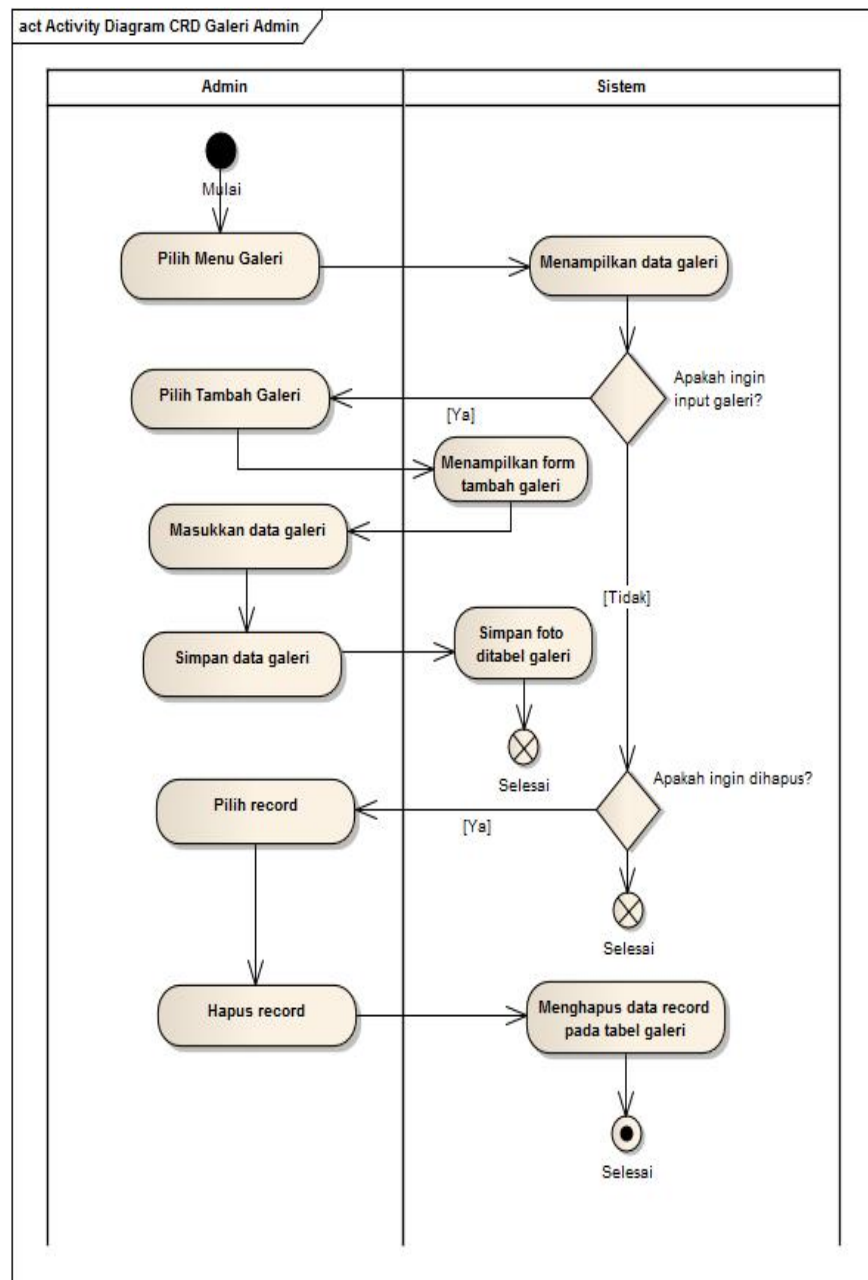 act Activity Diagram CRD Galeri Admin
Admin
Sistem
Mulai
Pilih Menu Galeri
Menampilkan data galeri
Apakah ingin
input galeri?
[Ya]
Pilih Tambah Galeri
Menampilkan form
tambah galeri
Masukkan data galeri
[Tidak]
Simpan data galeri
Simpan foto
ditabel galeri
Selesai
Apakah ingin dihapus?
[Ya]
Pilih record
Selesai
Hapus record
Menghapus data record
pada tabel galeri
Selesai